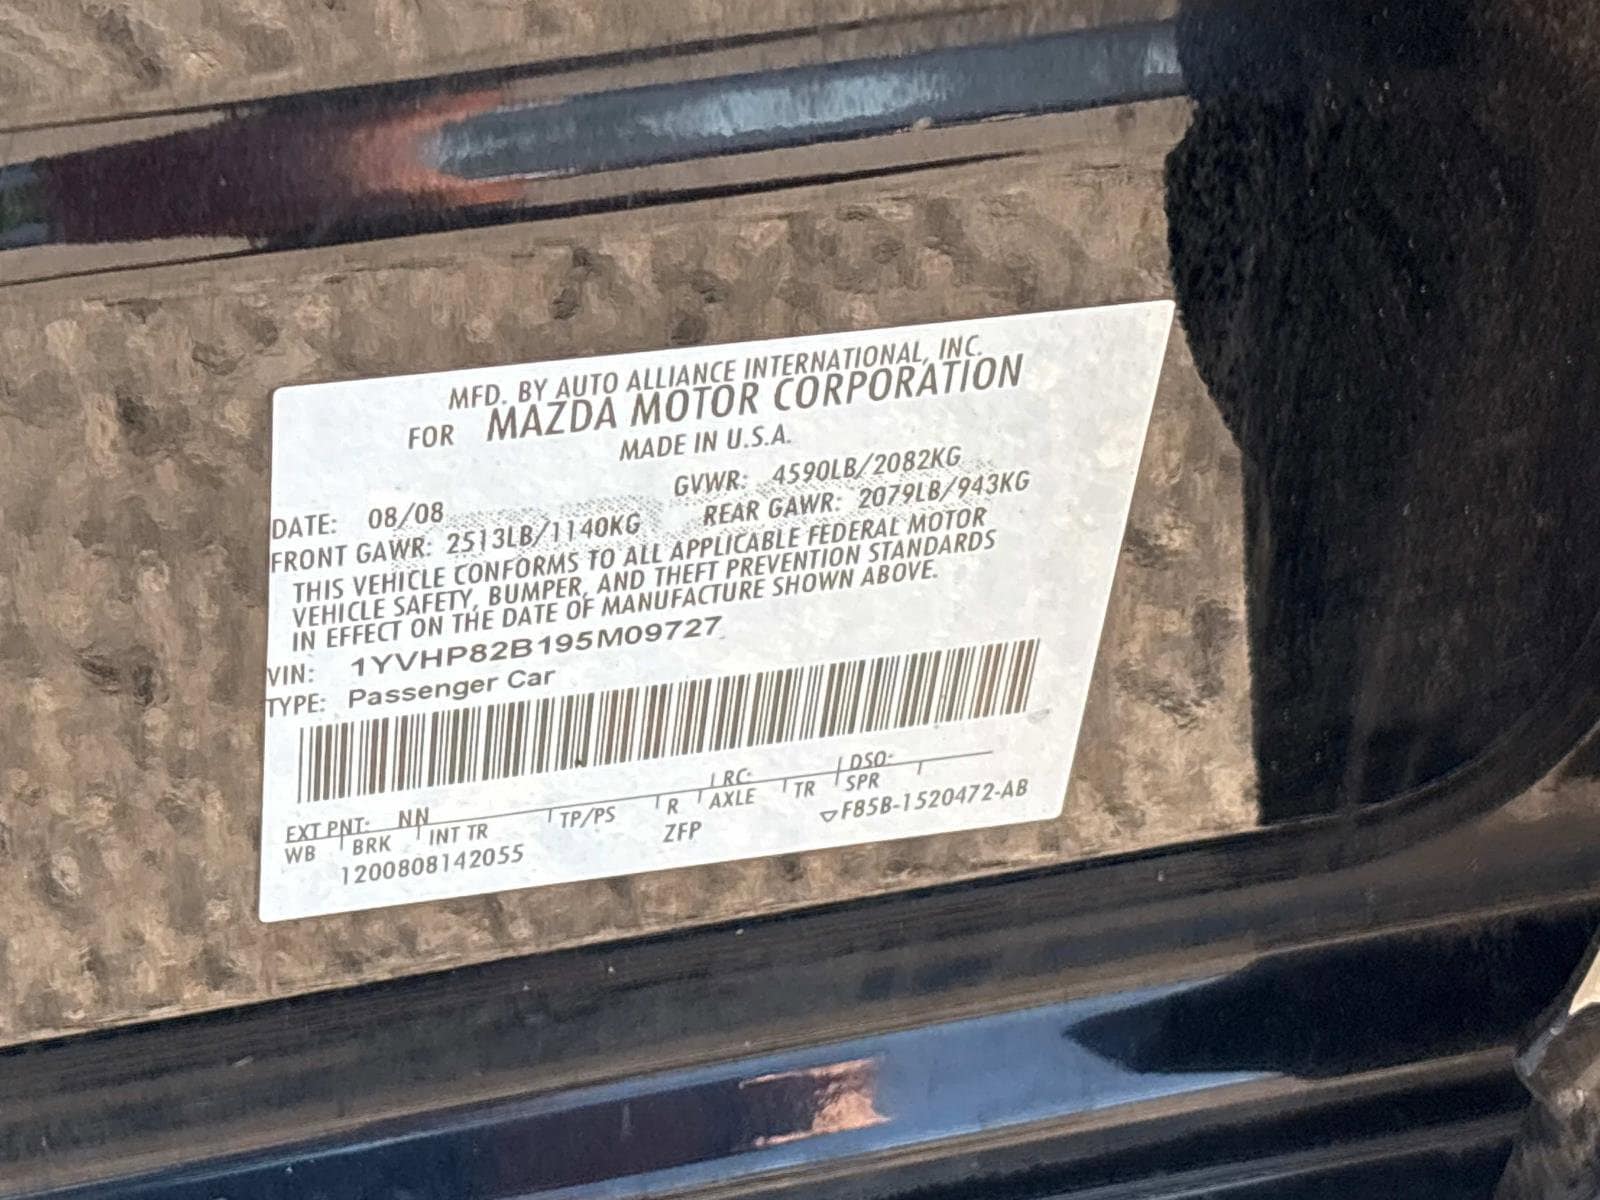 MFD. BY AUTO ALLIANCE INTERNATIONAL, INC.
FOR MAZDA MOTOR CORPORATION
MADE IN U.S.A.
GVWR: 4590LB/2082KG
DATE: 08/08
FRONT GAWR: 2513LB/1140KG REAR GAWR: 2079LB/943KG
THIS VEHICLE CONFORMS TO ALL APPLICABLE FEDERAL MOTOR
VEHICLE SAFETY, BUMPER, AND THEFT PREVENTION STANDARDS
IN EFFECT ON THE DATE OF MANUFACTURE SHOWN ABOVE.
VIN: 1YVHP82B195M09727
TYPE: Passenger Car
EXT PNT: NN RC: DSO:
WB BRK INT TR TP/PS R AXLE TR SPR
1200808142055 ZFP ▽F85B-1520472-AB